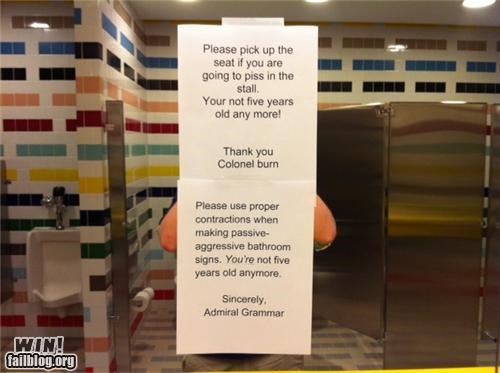 Please pick up the
seat if you are
going to piss in the
stall.
Your not five years
old any more!
Thank you
Colonel burn
Please use proper
contractions when
making passive-
aggressive bathroom
signs. You're not five
years old anymore.
Sincerely,
Admiral Grammar
WIN!
failblog.org